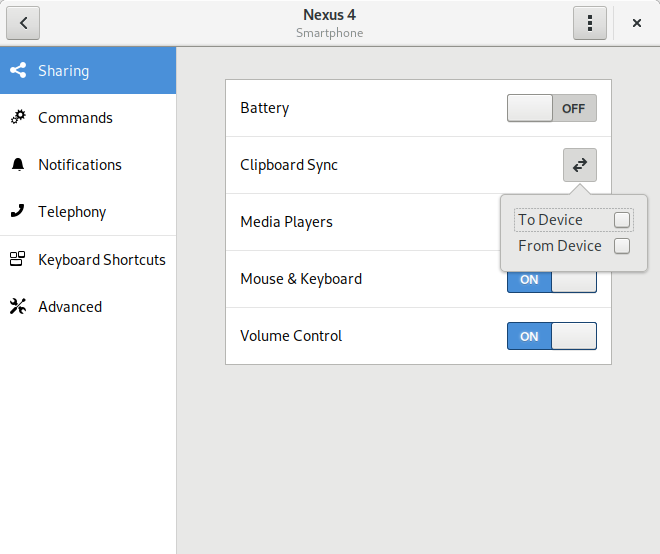 Nexus 4
Smartphone
Sharing
Commands
Notifications
Telephony
Keyboard Shortcuts
Advanced
Battery
OFF
Clipboard Sync
Media Players
To Device
From Device
Mouse & Keyboard
ON
Volume Control
ON